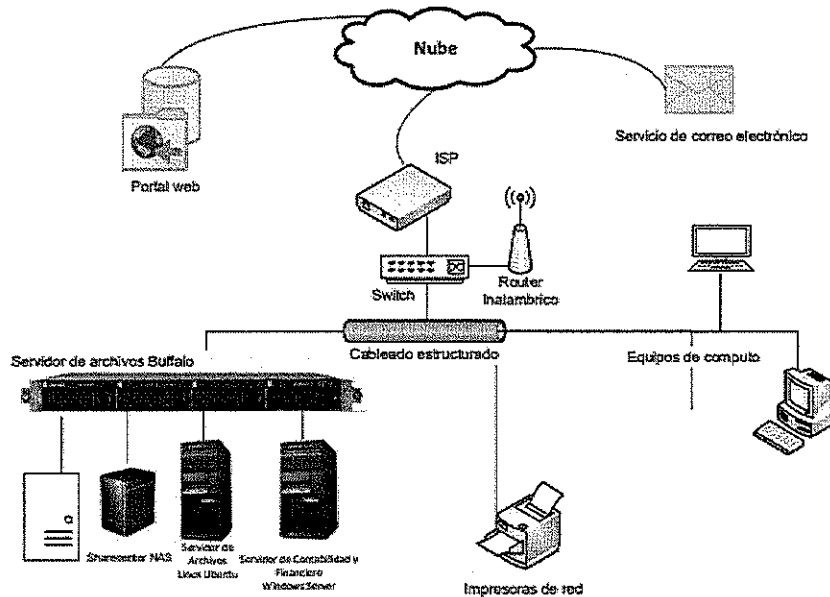 Nube
Servicio de correo electrónico
Portal web
ISP
Switch
Router
Inalambrico
Cableado estructurado
Equipos de computo
Servidor de archivos Buffalo
Sharecenter NAS
Servidor de
Archivos
Linux Ubuntu
Servidor de Contabilidad y
Financiero
Windows Server
Impresoras de red